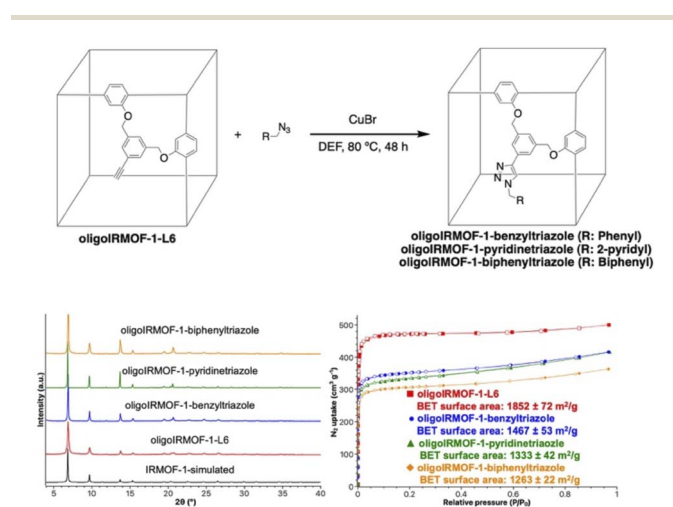 O
O
+
R
N3
CuBr
DEF, 80 ºC, 48 h
O
O
N
N
N
R
oligoIRMOF-1-L6
oligoIRMOF-1-benzyltriazole (R: Phenyl)
oligoIRMOF-1-pyridinetriazole (R: 2-pyridyl)
oligoIRMOF-1-biphenyltriazole (R: Biphenyl)
Intensity (a.u.)
oligoIRMOF-1-biphenyltriazole
oligoIRMOF-1-pyridinetriazole
oligoIRMOF-1-benzyltriazole
oligoIRMOF-1-L6
IRMOF-1-simulated
5 10 15 20 25 30 35 40
2θ (°)
N2 uptake (cm3 g-1)
500
400
300
200
100
0
oligoIRMOF-1-L6
BET surface area: 1852 ± 72 m2/g
oligoIRMOF-1-benzyltriazole
BET surface area: 1467 ± 53 m2/g
oligoIRMOF-1-pyridinetriaozle
BET surface area: 1333 ± 42 m2/g
oligoIRMOF-1-biphenyltriazole
BET surface area: 1263 ± 22 m2/g
0 0.2 0.4 0.6 0.8 1
Relative pressure (P/P0)